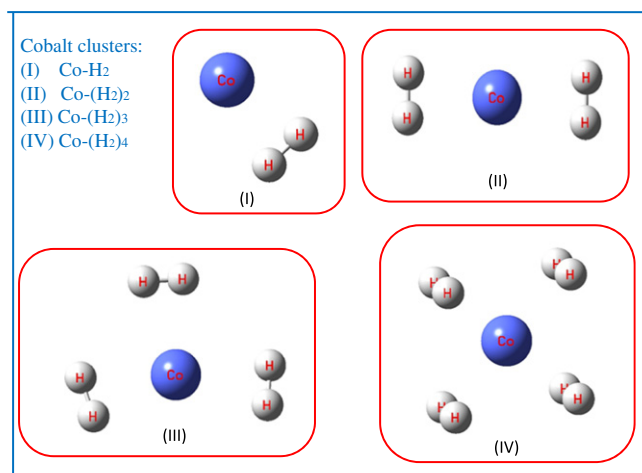 Cobalt clusters:
(I) Co-H₂
(II) Co-(H₂)₂
(III) Co-(H₂)₃
(IV) Co-(H₂)₄
Co
H
H
(I)
H
H
Co
H
H
(II)
H
H
H
H
Co
H
H
(III)
H
H
H
H
Co
H
H
H
H
(IV)